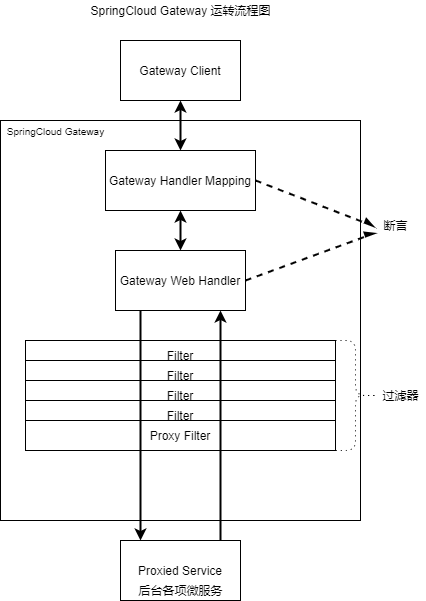 SpringCloud Gateway 运转流程图
Gateway Client
SpringCloud Gateway
Gateway Handler Mapping
断言
Gateway Web Handler
Filter
Filter
Filter
Filter
过滤器
Proxy Filter
Proxied Service
后台各项微服务